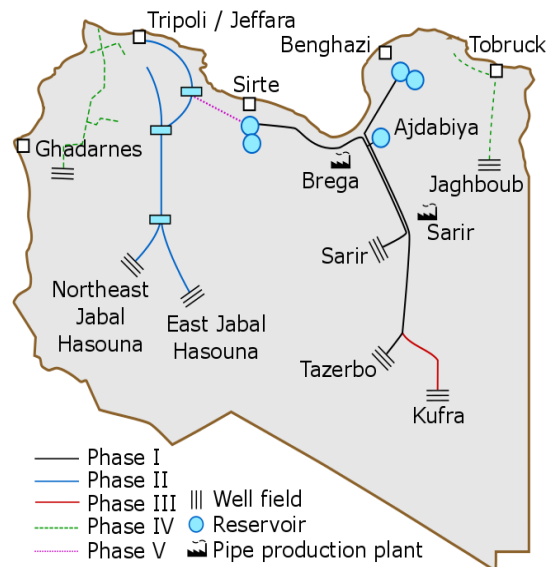 Tripoli / Jeffara
Benghazi
Tobruck
Sirte
Ajdabiya
Ghadarnes
Brega
Jaghboub
Sarir
Sarir
Northeast
Jabal
Hasouna
East Jabal
Hasouna
Tazerbo
Kufra
Phase I
Phase II
Phase III
Phase IV
Phase V
Well field
Reservoir
Pipe production plant